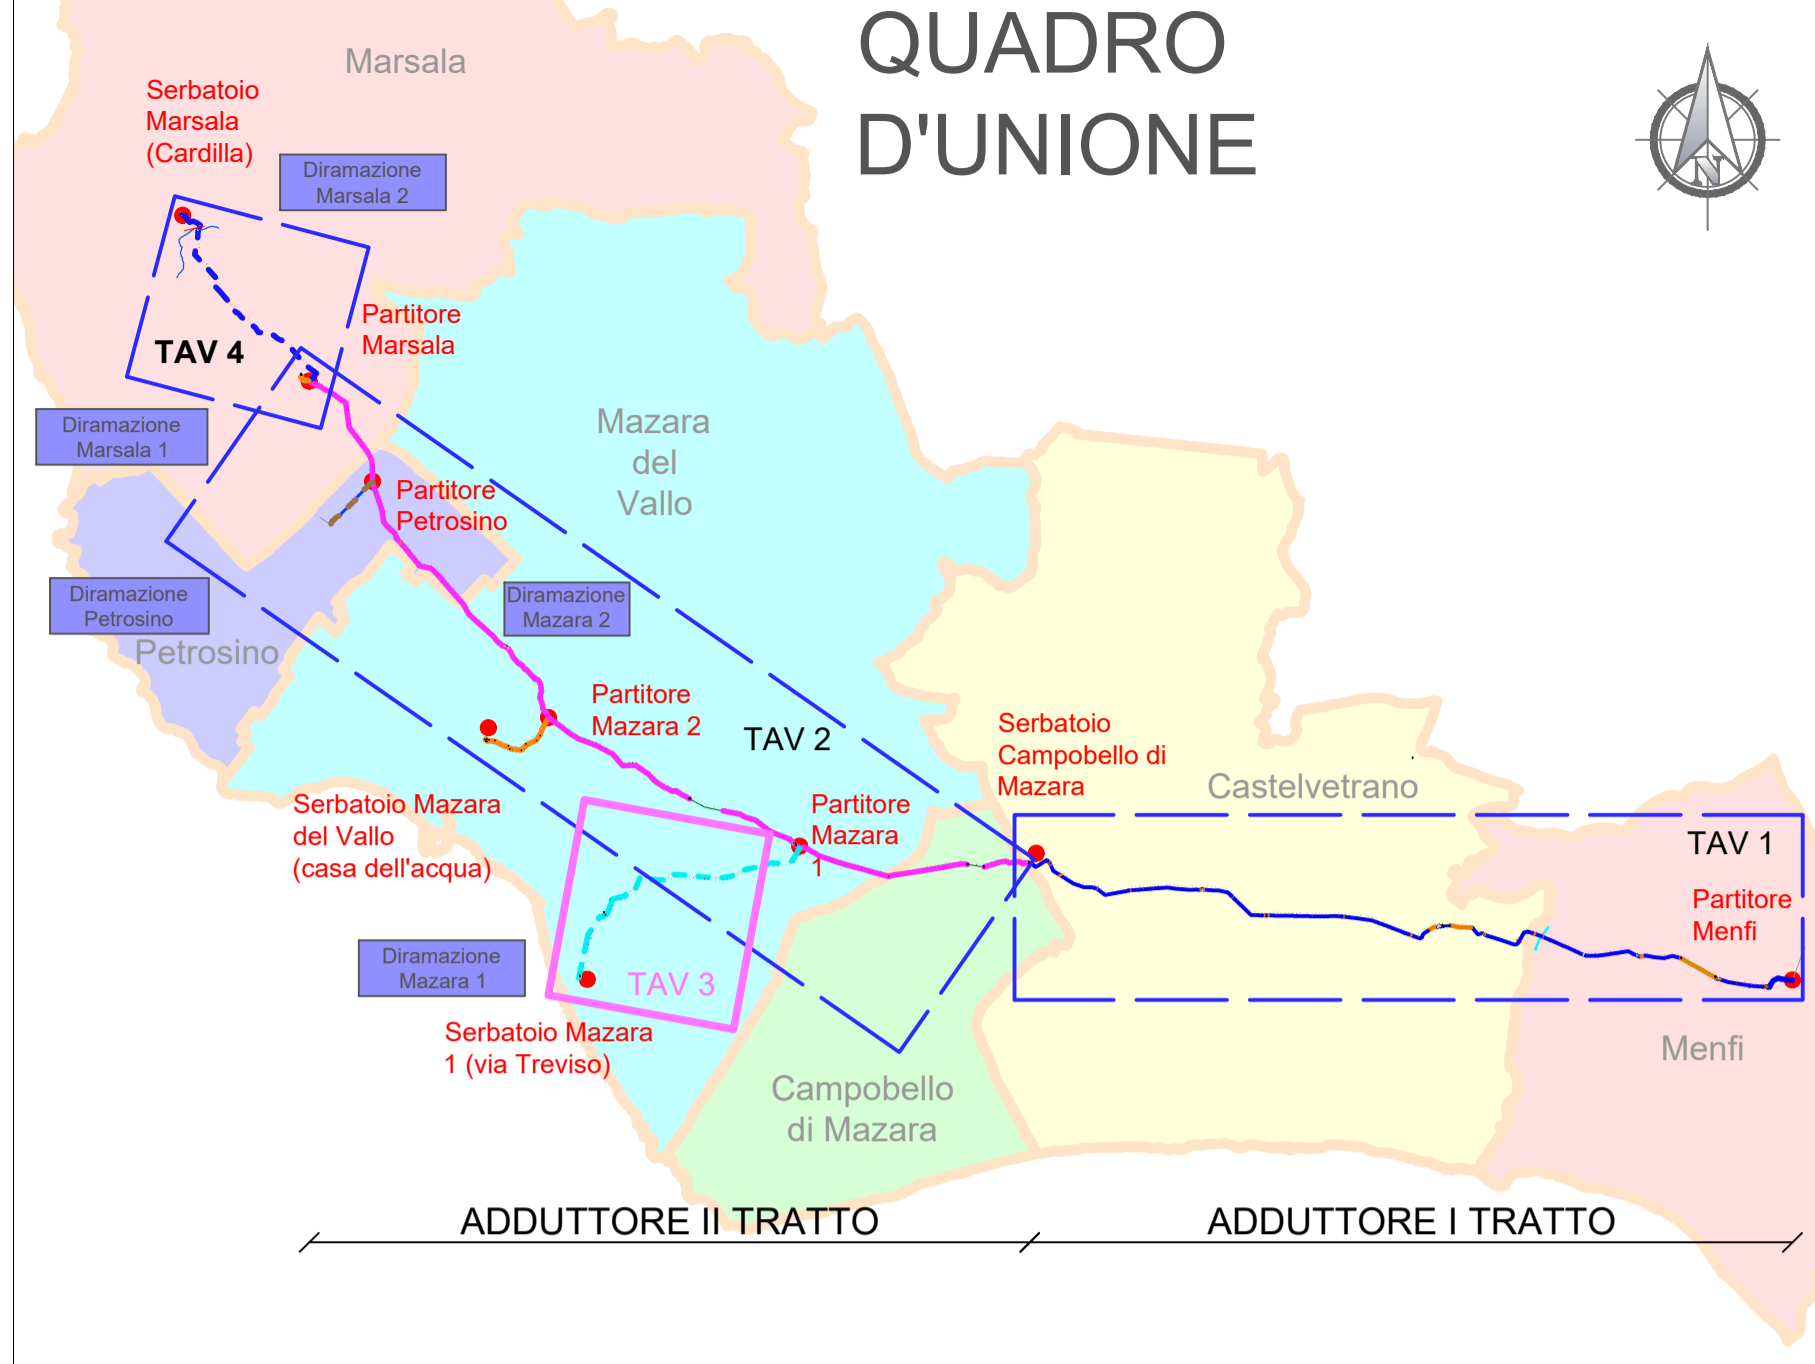 QUADRO
D'UNIONE
Marsala
Serbatoio
Marsala
(Cardilla)
Diramazione
Marsala 2
N
Partitore
Marsala
TAV 4
Diramazione
Marsala 1
Mazara
del
Vallo
Partitore
Petrosino
Diramazione
Petrosino
Petrosino
Diramazione
Mazara 2
Partitore
Mazara 2
TAV 2
Serbatoio
Campobello di
Mazara
Castelvetrano
Serbatoio Mazara
del Vallo
(casa dell'acqua)
Partitore
Mazara
1
TAV 1
Partitore
Menfi
Diramazione
Mazara 1
TAV 3
Serbatoio Mazara
1 (via Treviso)
Menfi
Campobello
di Mazara
ADDUTTORE II TRATTO
ADDUTTORE I TRATTO